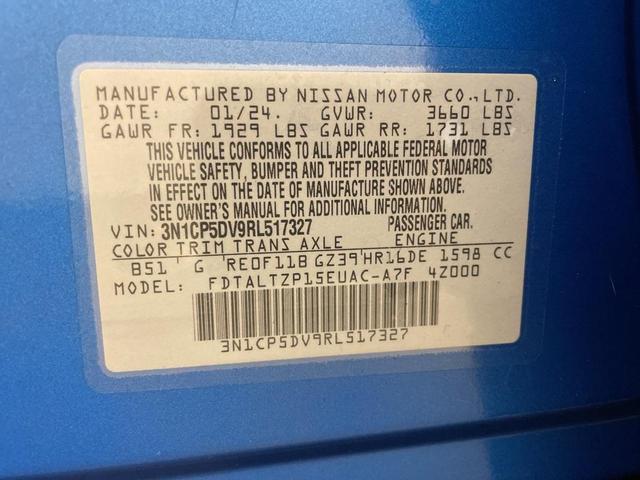 MANUFACTURED BY NISSAN MOTOR CO.,LTD.
DATE: 01/24. GVWR: 3660 LBS
GAWR FR: 1929 LBS GAWR RR: 1731 LBS
THIS VEHICLE CONFORMS TO ALL APPLICABLE FEDERAL MOTOR
VEHICLE SAFETY, BUMPER AND THEFT PREVENTION STANDARDS
IN EFFECT ON THE DATE OF MANUFACTURE SHOWN ABOVE.
SEE OWNER'S MANUAL FOR ADDITIONAL INFORMATION.
VIN: 3N1CP5DV9RL517327 PASSENGER CAR.
COLOR TRIM TRANS AXLE ENGINE
B51 G RE0F11B GZ39 HR16DE 1598 CC
MODEL: FDTALTZP15EUAC-A7F 4Z000
3N1CP5DV9RL517327